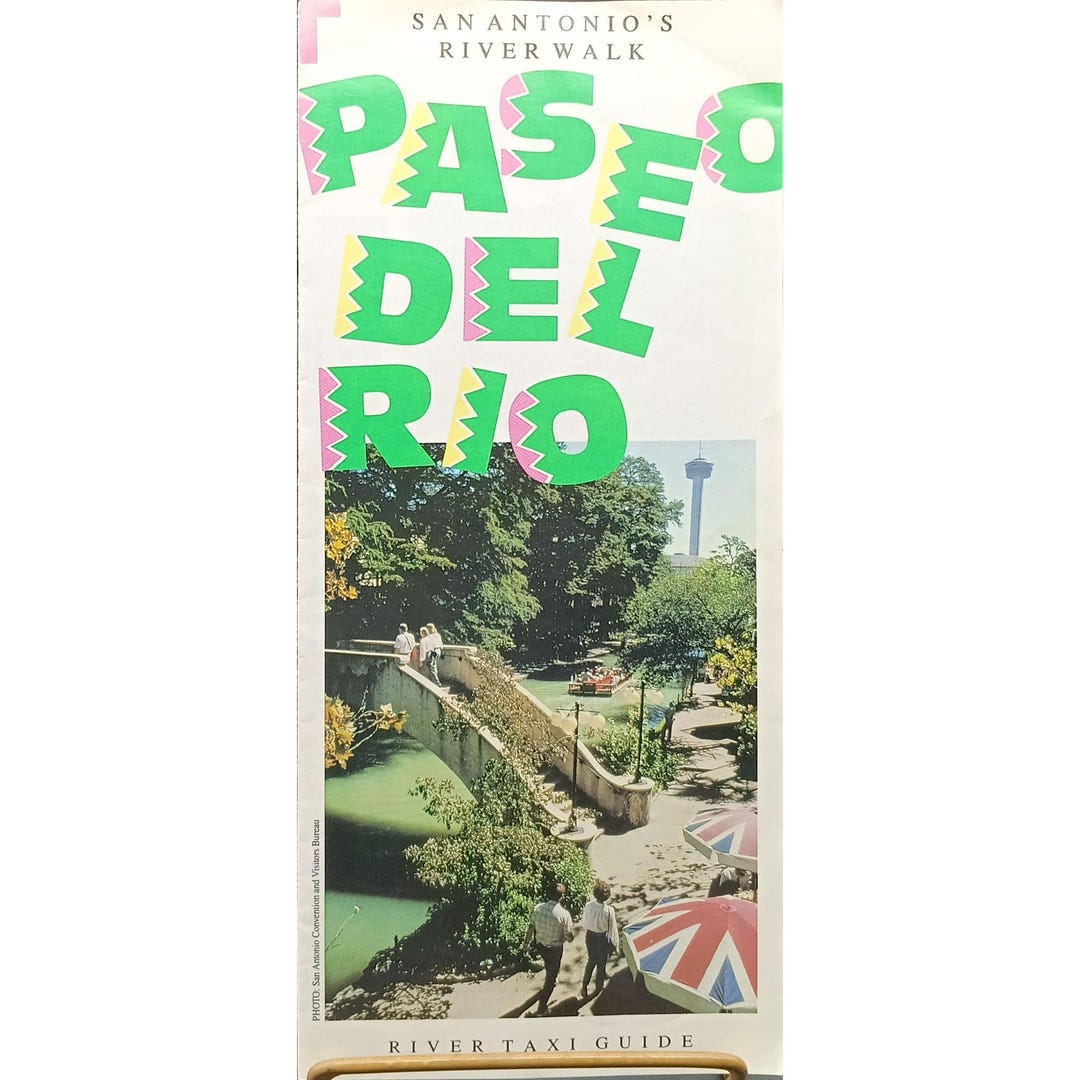 SAN ANTONIO'S
RIVER WALK
PASEO
DEL
RIO
PHOTO: San Antonio Convention and Visitors Bureau
RIVER TAXI GUIDE